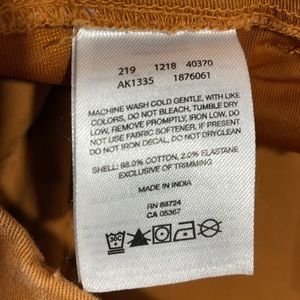 219 1218 40370
AK1335 1876061
MACHINE WASH COLD GENTLE, WITH LIKE
COLORS, DO NOT BLEACH, TUMBLE DRY
LOW, REMOVE PROMPTLY, IRON LOW, DO
NOT USE FABRIC SOFTENER. IF PRESENT
DO NOT IRON DECAL, DO NOT DRYCLEAN
SHELL: 98.0% COTTON, 2.0% ELASTANE
EXCLUSIVE OF TRIMMING
MADE IN INDIA
RN 69724
CA 05367